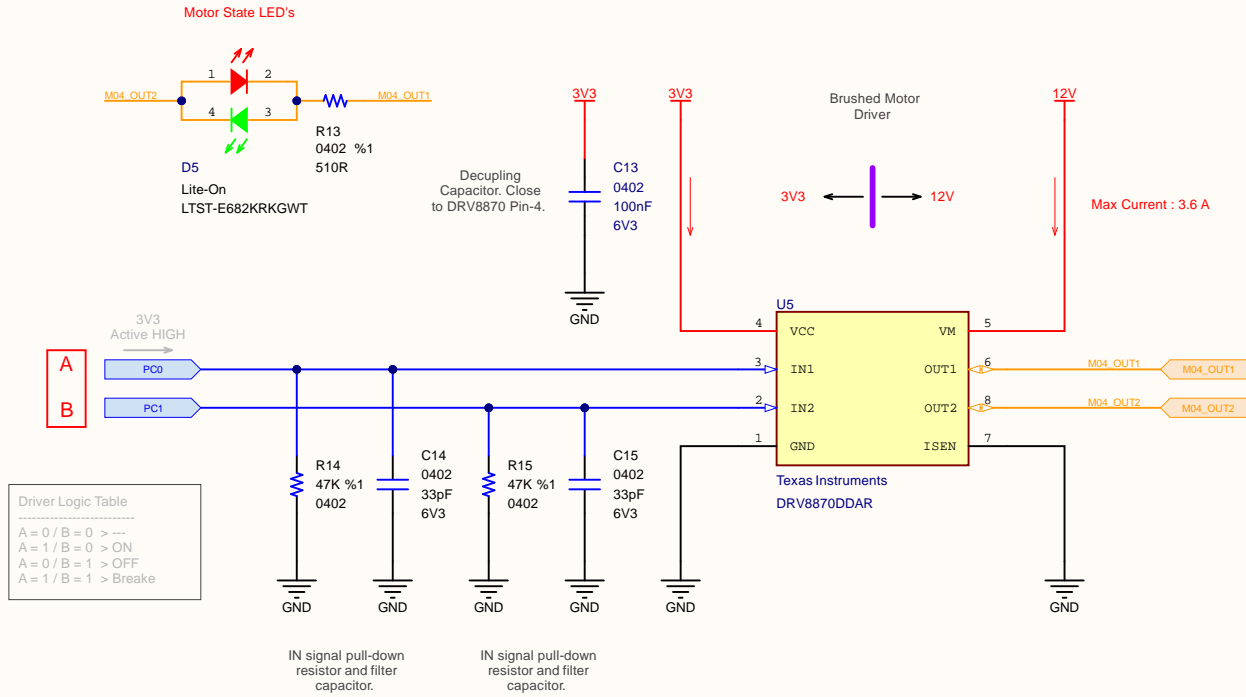 Motor State LED's
1
2
M04_OUT2
M04_OUT1
4
3
R13
0402 %1
510R
D5
Lite-On
LTST-E682KRKGWT
3V3
Decupling
Capacitor. Close
to DRV8870 Pin-4.
C13
0402
100nF
6V3
GND
3V3
Brushed Motor
Driver
3V3
12V
12V
Max Current : 3.6 A
3V3
Active HIGH
A
B
PC0
PC1
U5
4
VCC
VM
5
3
IN1
OUT1
6
M04_OUT1
M04_OUT1
2
IN2
OUT2
8
M04_OUT2
M04_OUT2
1
GND
ISEN
7
Texas Instruments
DRV8870DDAR
R14
47K %1
0402
C14
0402
33pF
6V3
R15
47K %1
0402
C15
0402
33pF
6V3
Driver Logic Table
--------------------------
A = 0 / B = 0 > ---
A = 1 / B = 0 > ON
A = 0 / B = 1 > OFF
A = 1 / B = 1 > Breake
GND
GND
GND
GND
GND
GND
IN signal pull-down
resistor and filter
capacitor.
IN signal pull-down
resistor and filter
capacitor.